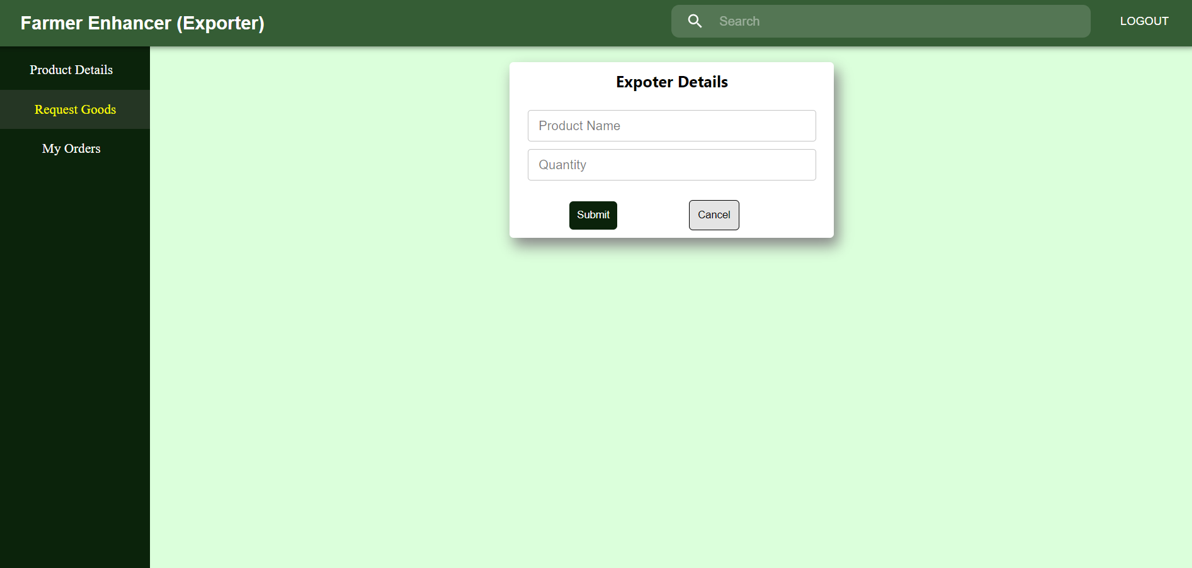 Farmer Enhancer (Exporter)
Search
LOGOUT
Product Details
Request Goods
My Orders
Expoter Details
Product Name
Quantity
Submit
Cancel